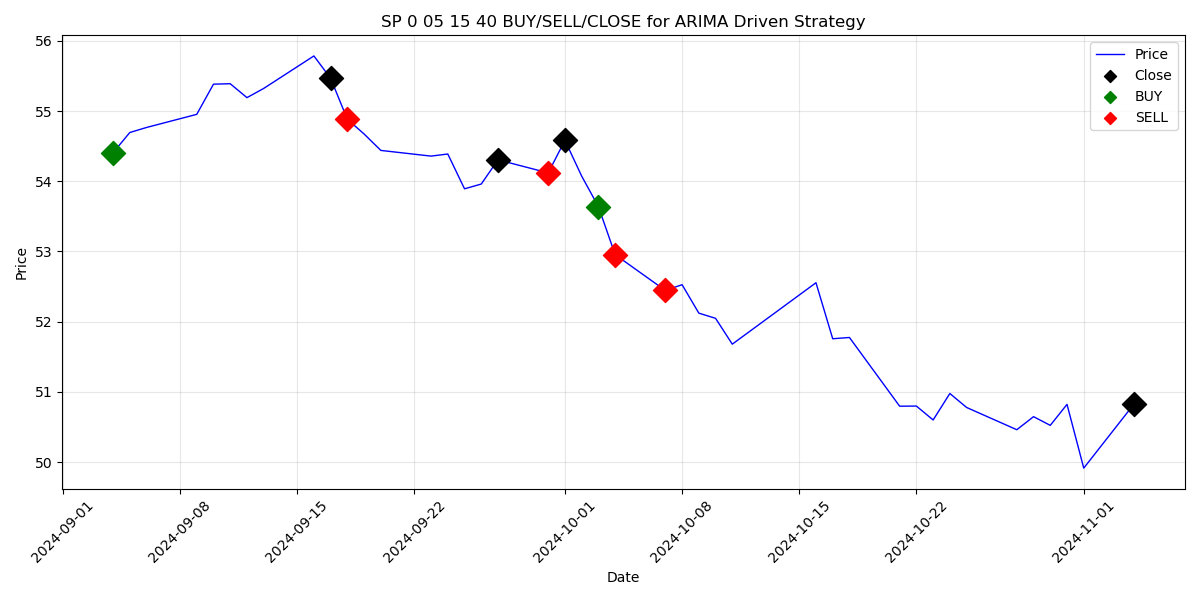 SP 0 05 15 40 BUY/SELL/CLOSE for ARIMA Driven Strategy
Price
Close
BUY
SELL
56
55
54
53
52
51
50
Price
2024-09-01
2024-09-08
2024-09-15
2024-09-22
2024-10-01
2024-10-08
2024-10-15
2024-10-22
2024-11-01
Date